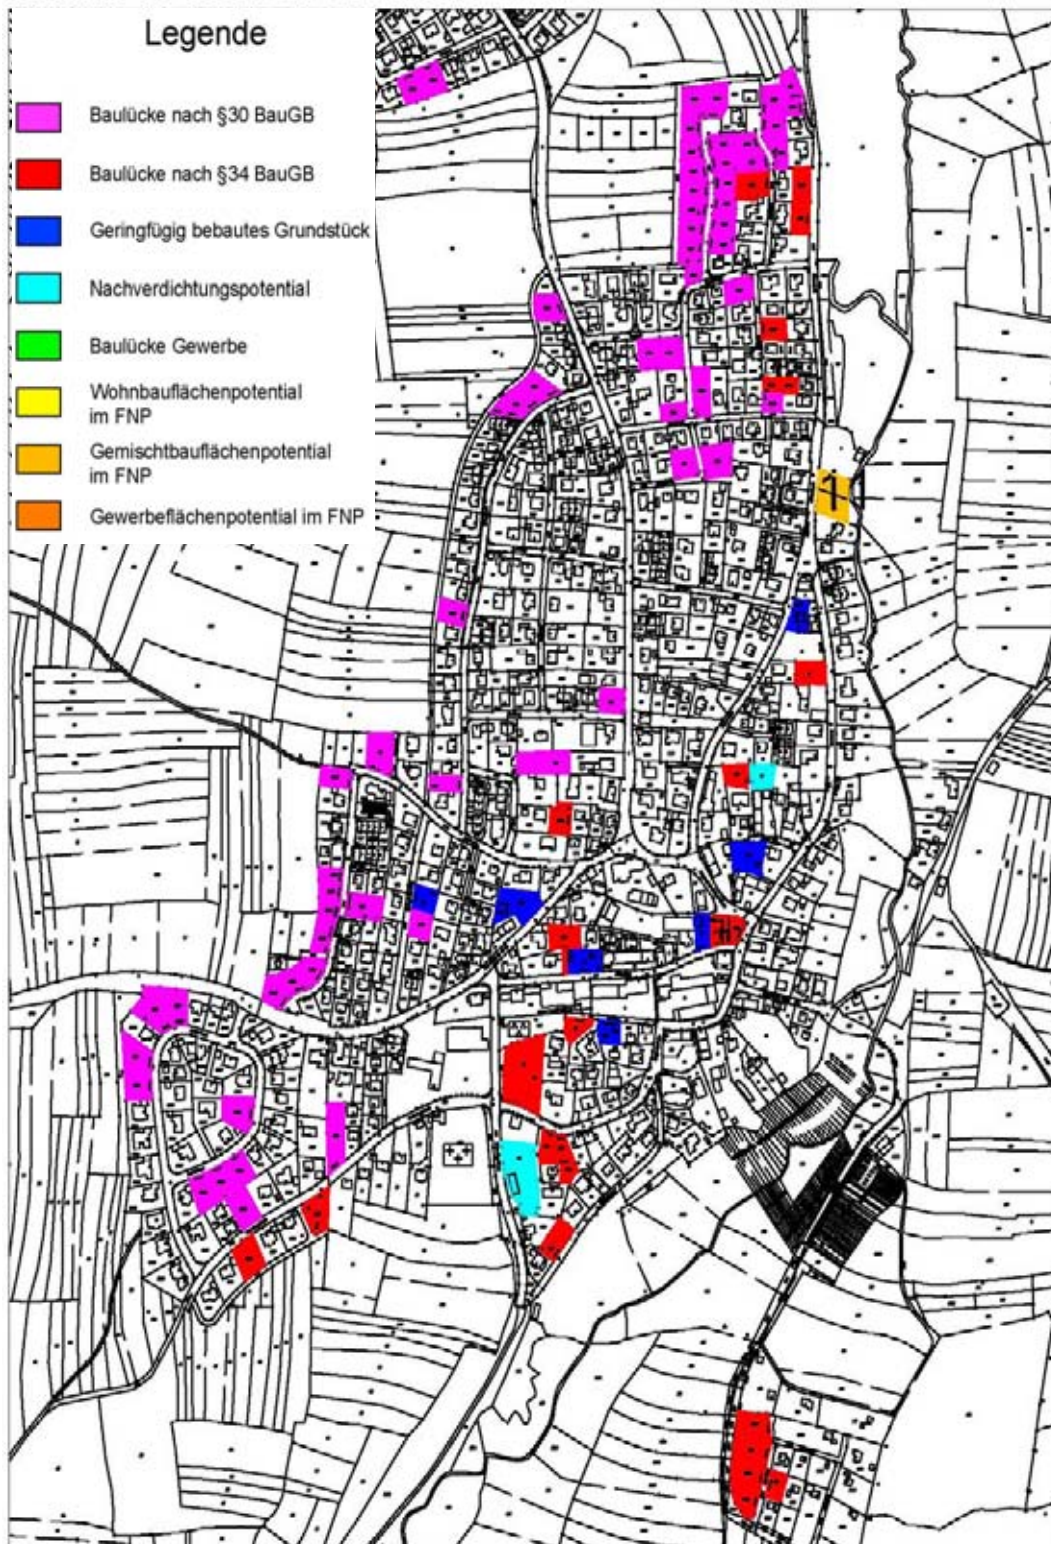 Legende
Baulücke nach §30 BauGB
Baulücke nach §34 BauGB
Geringfügig bebautes Grundstück
Nachverdichtungspotential
Baulücke Gewerbe
Wohnbauflächenpotential
im FNP
Gemischtbauflächenpotential
im FNP
Gewerbeflächenpotential im FNP